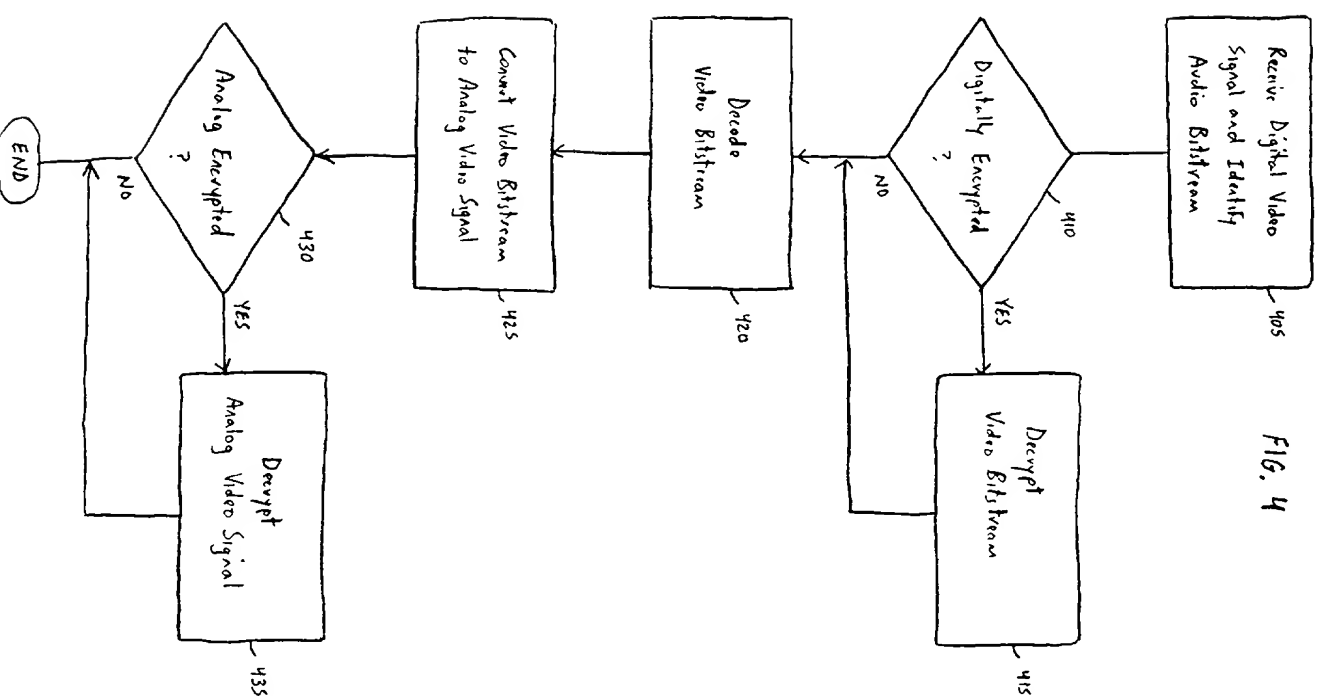 FIG. 4
Receive Digital Video
Signal and Identify
Audio Bitstream
405
Digitally Encrypted
?
410
YES
NO
Decrypt
Video Bitstream
415
Decode
Video Bitstream
420
Convert Video Bitstream
to Analog Video Signal
425
Analog Encrypted
?
430
YES
NO
Decrypt
Analog Video Signal
435
END